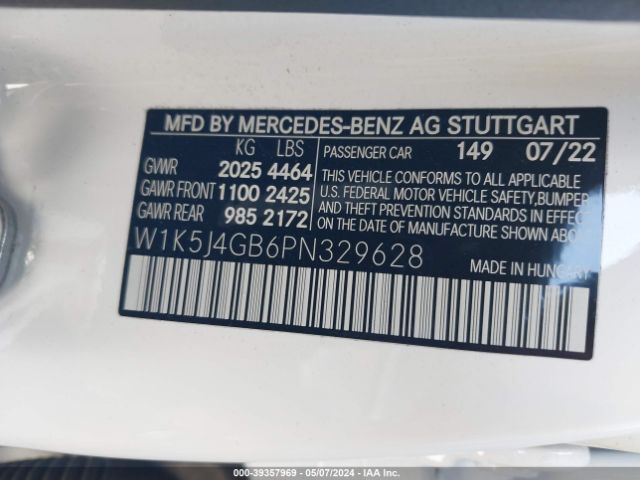 MFD BY MERCEDES-BENZ AG STUTTGART
KG LBS
GVWR 2025 4464
GAWR FRONT 1100 2425
GAWR REAR 985 2172
PASSENGER CAR 149 07/22
THIS VEHICLE CONFORMS TO ALL APPLICABLE
U.S. FEDERAL MOTOR VEHICLE SAFETY,BUMPER
AND THEFT PREVENTION STANDARDS IN EFFECT
ON THE DATE OF MANUFACTURE SHOWN ABOVE.
W1K5J4GB6PN329628
MADE IN HUNGARY
000-39357969 - 05/07/2024 - IAA Inc.